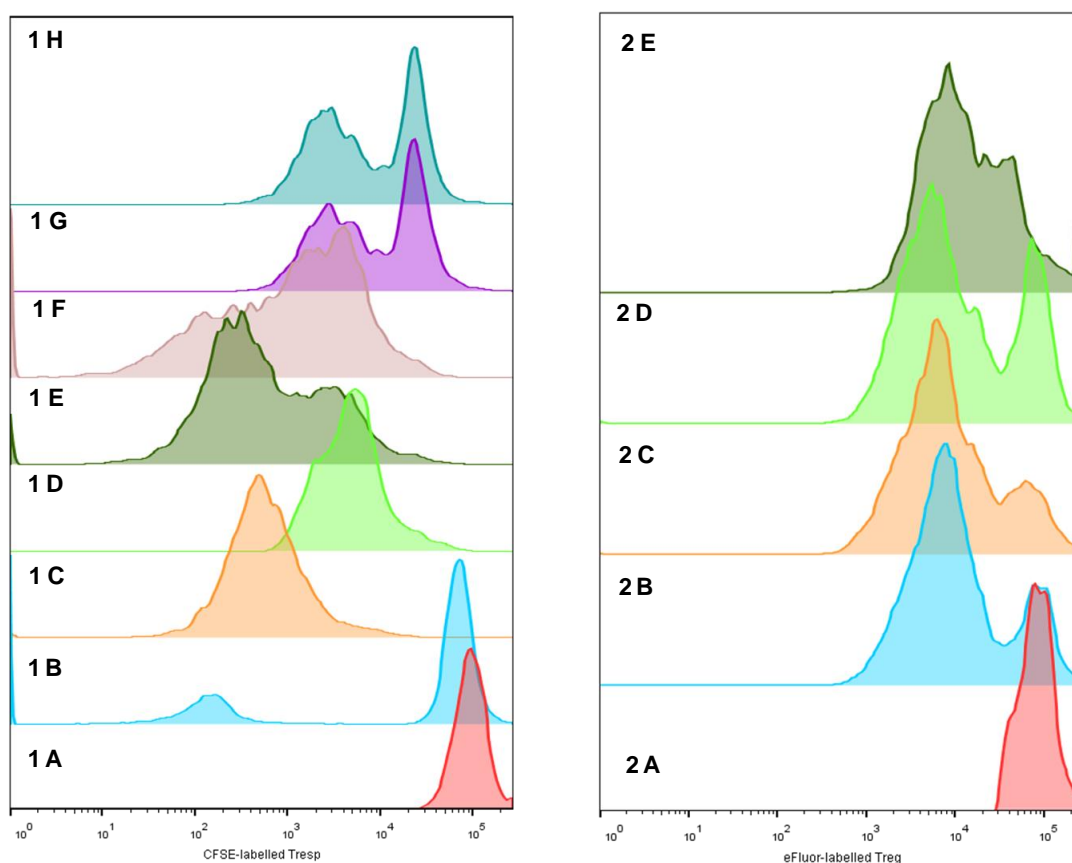 1 H
1 G
1 F
1 E
1 D
1 C
1 B
1 A
10^0 10^1 10^2 10^3 10^4 10^5
CFSE-labelled Tresp
2 E
2 D
2 C
2 B
2 A
10^0 10^1 10^2 10^3 10^4 10^5
eFluor-labelled Treg